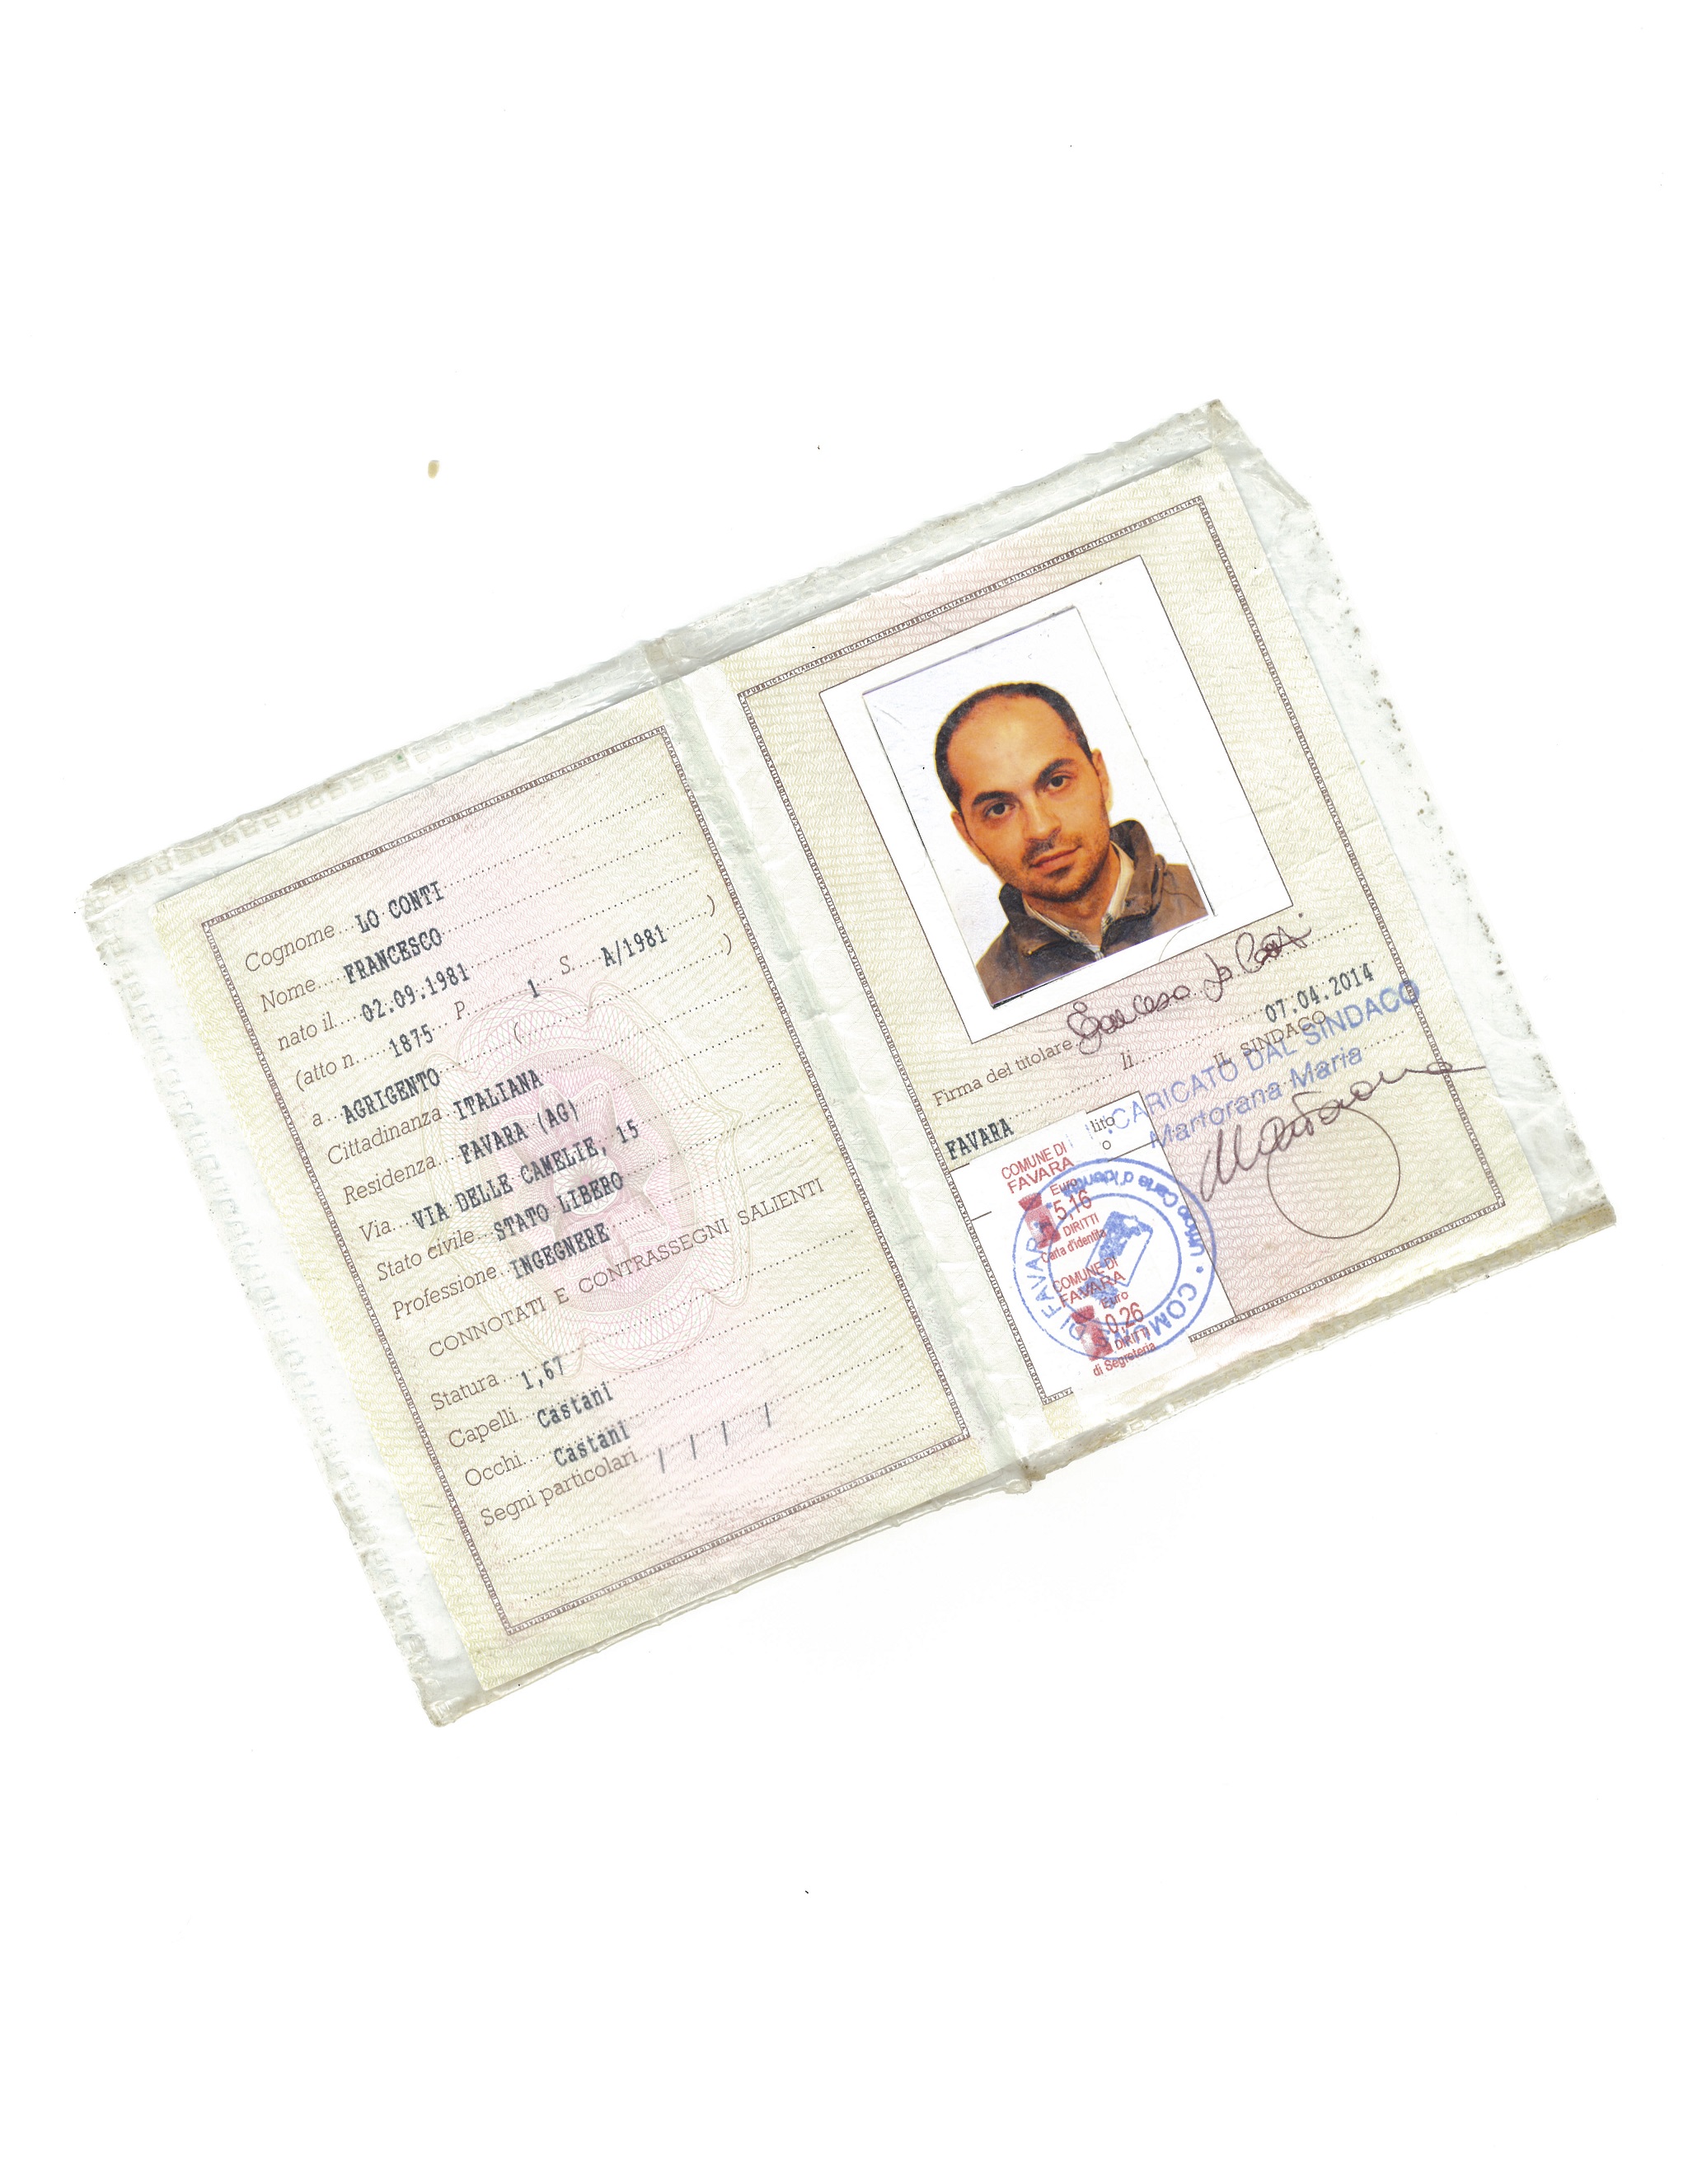 Cognome LO CONTI
Nome FRANCESCO
nato il 02.09.1981
(atto n. 1875 P. 1 S. A/1981 )
a AGRIGENTO ( )
Cittadinanza ITALIANA
Residenza FAVARA (AG)
Via VIA DELLE CAMELIE, 15
Stato civile STATO LIBERO
Professione INGEGNERE
CONNOTATI E CONTRASSEGNI SALIENTI
Statura 1,67
Capelli Castani
Occhi Castani
Segni particolari / / / /
Firma del titolare Francesco Lo Conti
FAVARA li 07.04.2014
IL SINDACO
CARICATO DAL SINDACO
Martorana Maria
COMUNE DI
FAVARA
Euro
5,16
DIRITTI
Carta d'identità
COMUNE DI
FAVARA
Euro
0,26
DIRITTI
di Segreteria
COMUNE DI FAVARA * Ufficio Carte d'Identità